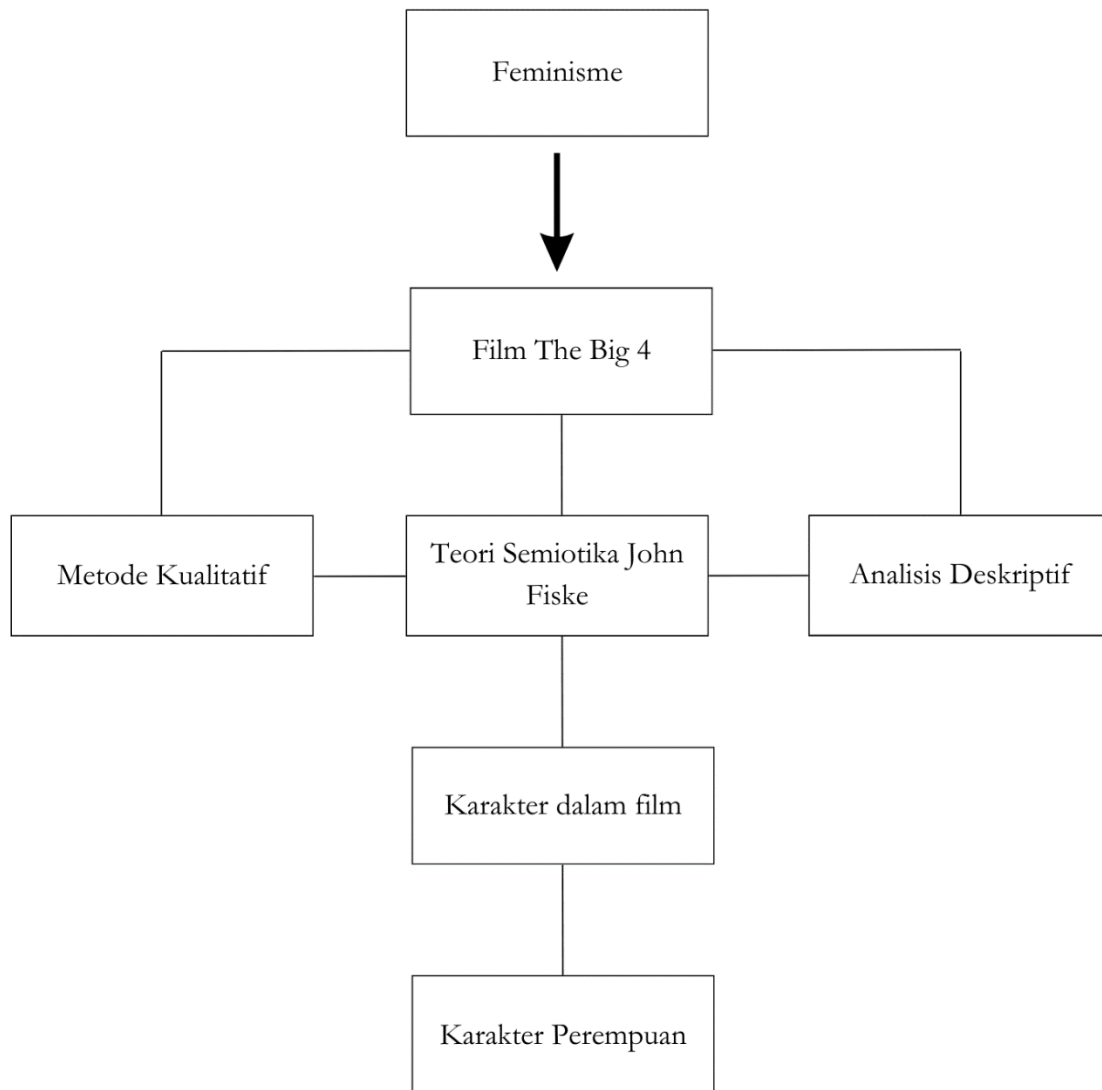 Feminisme
Film The Big 4
Metode Kualitatif
Teori Semiotika John
Fiske
Analisis Deskriptif
Karakter dalam film
Karakter Perempuan